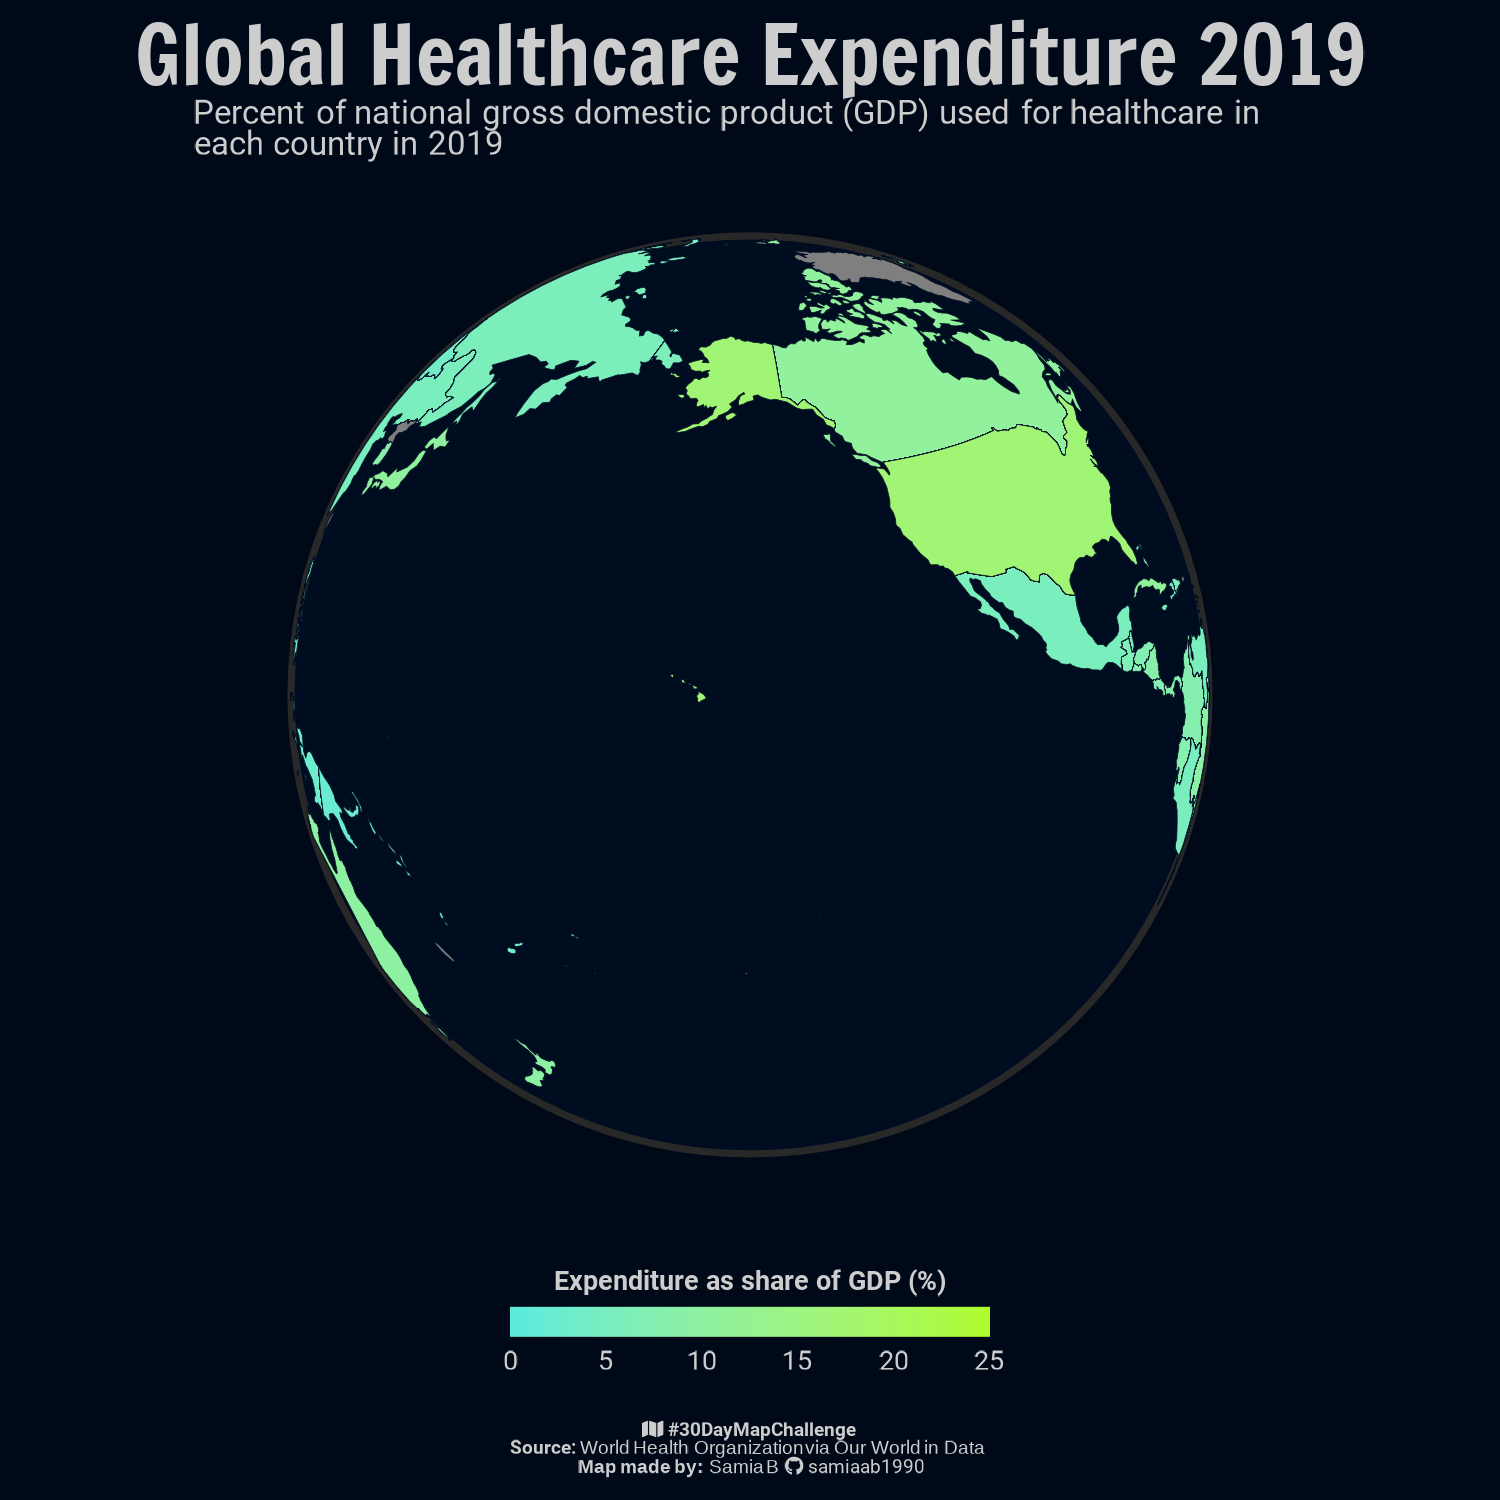 Global Healthcare Expenditure 2019
Percent of national gross domestic product (GDP) used for healthcare in
each country in 2019
Expenditure as share of GDP (%)
0 5 10 15 20 25
#30DayMapChallenge
Source: World Health Organization via Our World in Data
Map made by: Samia B samiaab1990